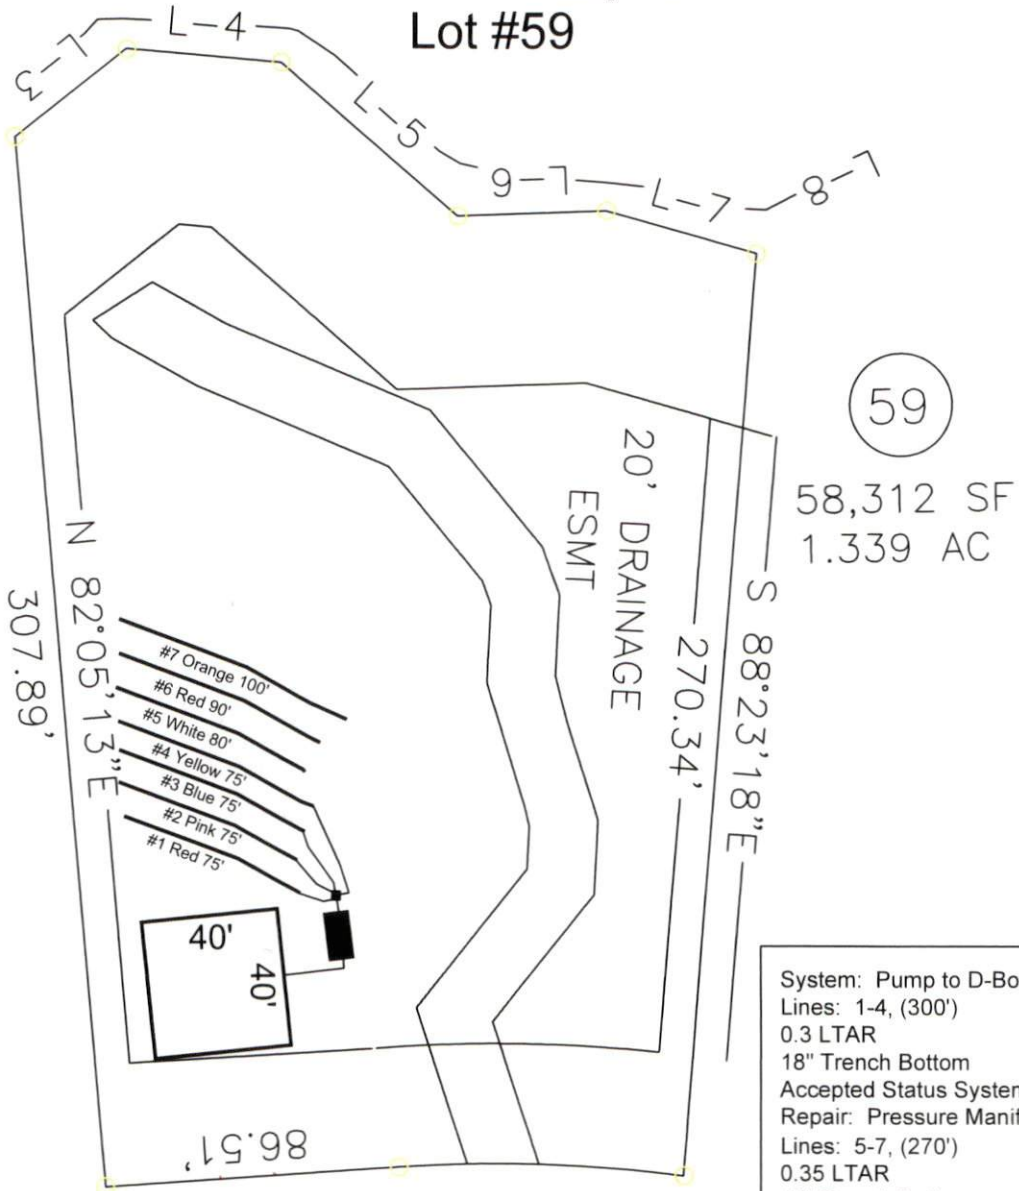 Lot #59
L-3
L-4
L-5
L-6
L-7
L-8
59
58,312 SF
1.339 AC
20' DRAINAGE
ESMT
N 82°05'13"E
307.89'
S 88°23'18"E
270.34'
#7 Orange 100'
#6 Red 90'
#5 White 80'
#4 Yellow 75'
#3 Blue 75'
#2 Pink 75'
#1 Red 75'
40'
40'
86.51'
System: Pump to D-Bo
Lines: 1-4, (300')
0.3 LTAR
18" Trench Bottom
Accepted Status System
Repair: Pressure Manif
Lines: 5-7, (270')
0.35 LTAR